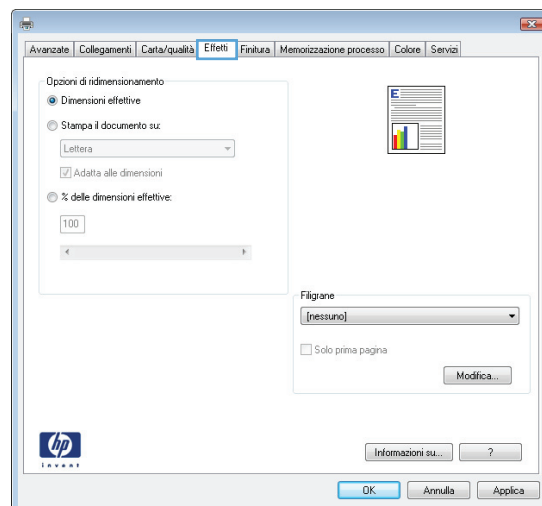 Avanzate Collegamenti Carta/qualità Effetti Finitura Memorizzazione processo Colore Servizi
Opzioni di ridimensionamento
Dimensioni effettive
Stampa il documento su:
Lettera
Adatta alle dimensioni
% delle dimensioni effettive:
100
E
Filigrane
[nessuno]
Solo prima pagina
Modifica...
hp
invent
Informazioni su... ?
OK Annulla Applica